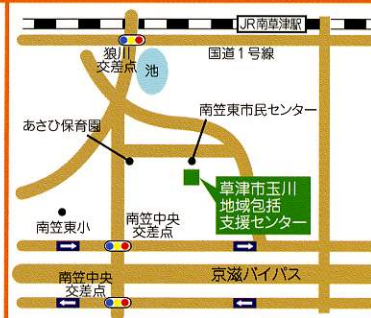 JR南草津駅
国道1号線
狼川
交差点
池
南笠東市民センター
あさひ保育園
草津市玉川
地域包括
支援センター
南笠東小
南笠中央
交差点
京滋バイパス
南笠中央
交差点